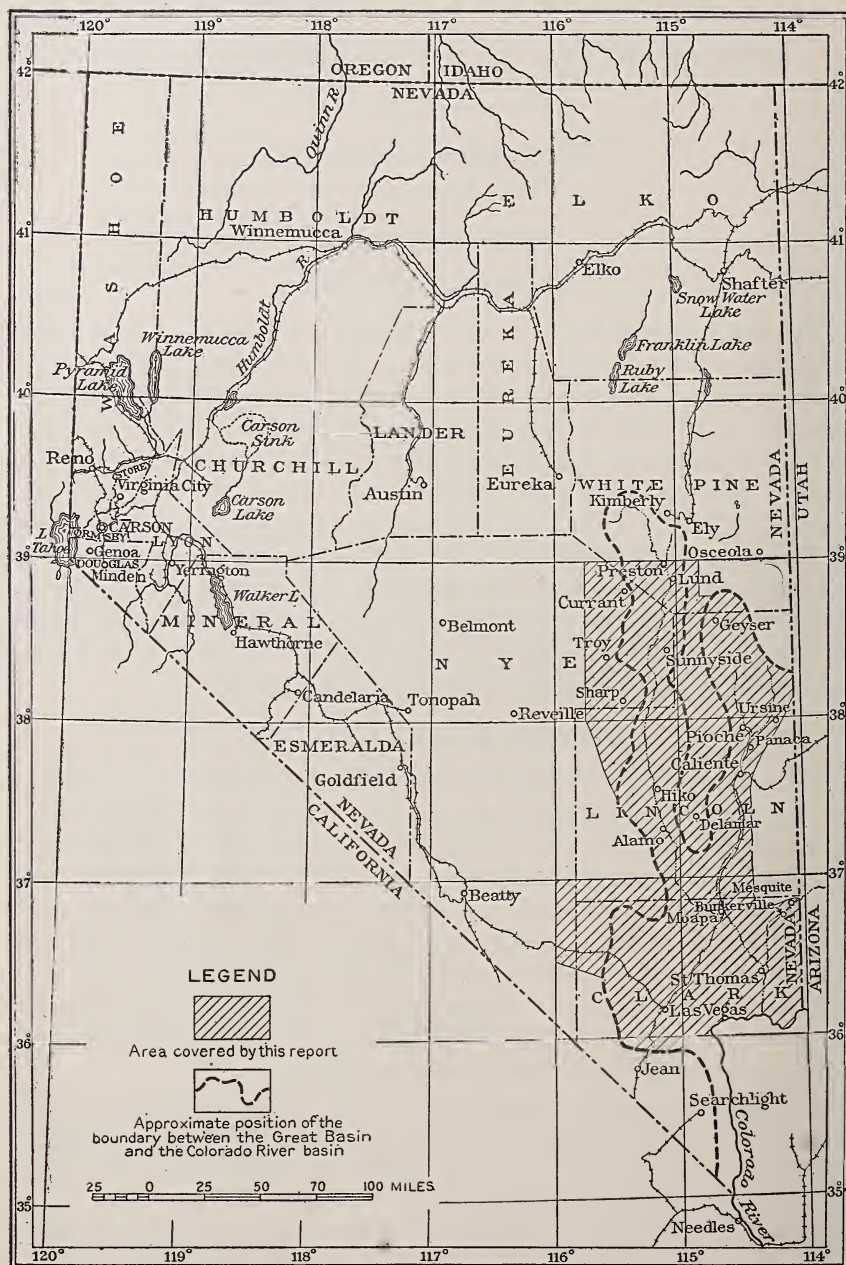 120° 119° 118° 117° 116° 115° 114°
42° OREGON IDAHO 42°
NEVADA
Quinn R
WASHOE
HUMBOLDT
ELKO
Winnemucca
41° 41°
Elko
Shafter
Snow Water
Lake
Humboldt R.
EUREKA
Winnemucca
Lake
Franklin Lake
Pyramid
Lake
Ruby
Lake
40° 40°
Carson
Sink
LANDER
Reno
STOREY
CHURCHILL
Virginia City
Austin
Eureka
WHITE PINE
Kimberly
NEVADA
UTAH
Carson
Lake
Ely
L.
Tahoe
CARSON
ORMSBY
LYON
Osceola
39° Genoa 39°
DOUGLAS
Minden
Yerrington
Preston
Lund
Walker L
Currant
MINERAL
Belmont
Geyser
Hawthorne
NYE
Troy
Sunnyside
Candelaria
Tonopah
Sharp
Ursine
38° Reveille 38°
Pioche
Panaca
ESMERALDA
Caliente
Goldfield
Hiko
NEVADA
CALIFORNIA
LINCOLN
Delamar
Alamo
37° 37°
Beatty
Mesquite
Bunkerville
Moapa
NEVADA
ARIZONA
LEGEND
St Thomas
CLARK
Las Vegas
Area covered by this report
36° 36°
Jean
Searchlight
Approximate position of the
boundary between the Great Basin
and the Colorado River basin
Colorado River
25 0 25 50 70 100 MILES
35° 35°
Needles
120° 119° 118° 117° 116° 115° 114°